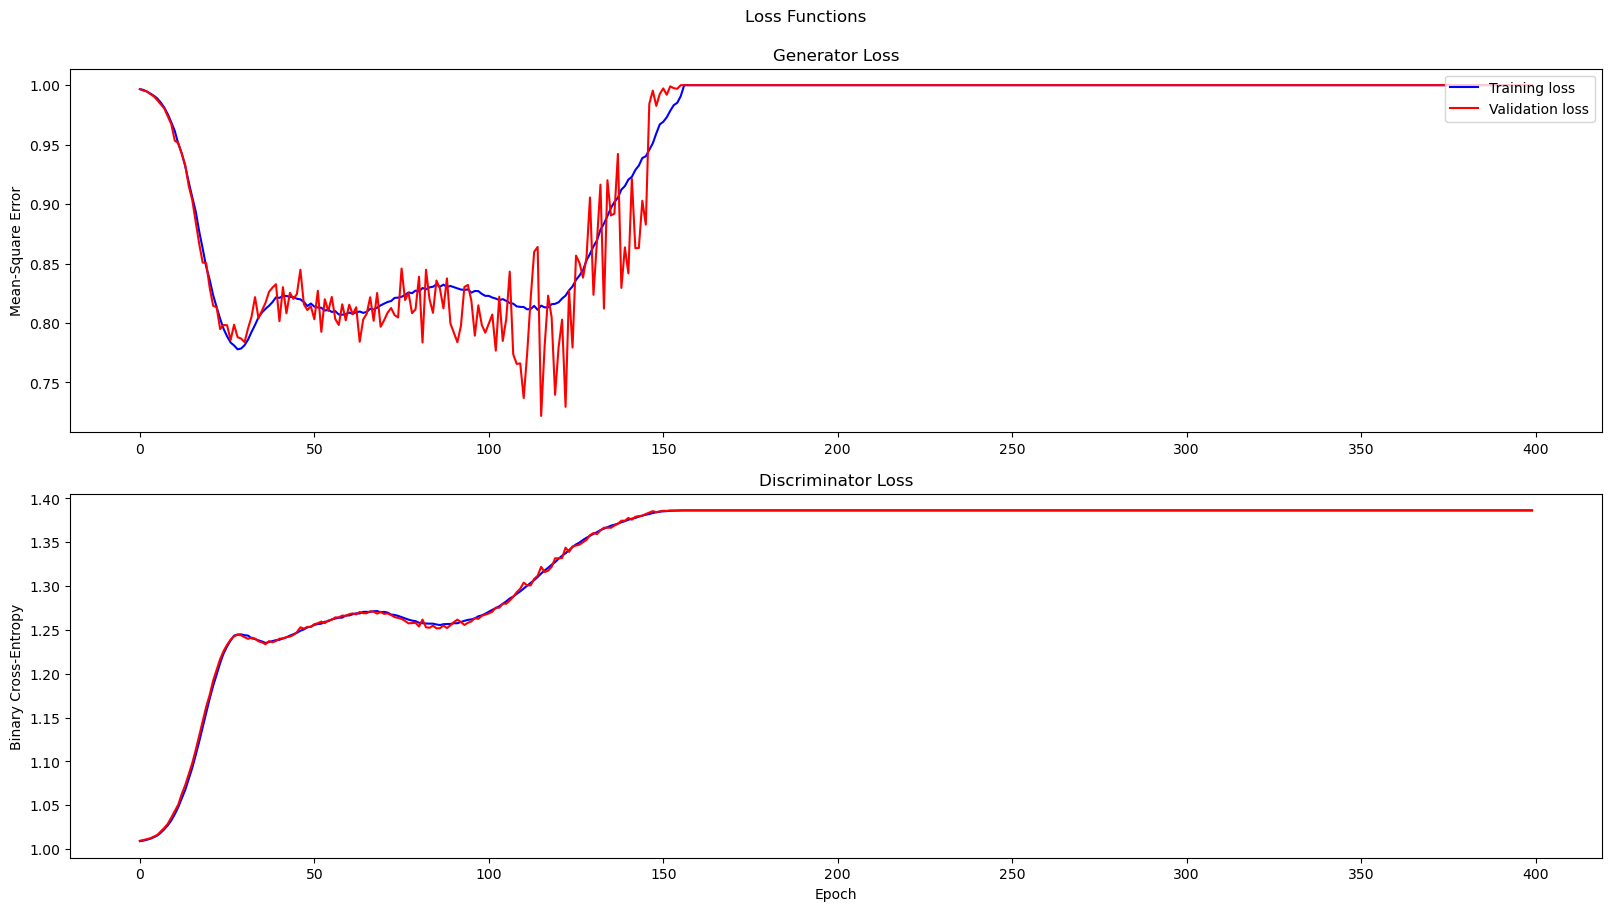 Loss Functions
Generator Loss
Mean-Square Error
1.00
0.95
0.90
0.85
0.80
0.75
Training loss
Validation loss
0 50 100 150 200 250 300 350 400
Discriminator Loss
Binary Cross-Entropy
1.40
1.35
1.30
1.25
1.20
1.15
1.10
1.05
1.00
0 50 100 150 200 250 300 350 400
Epoch